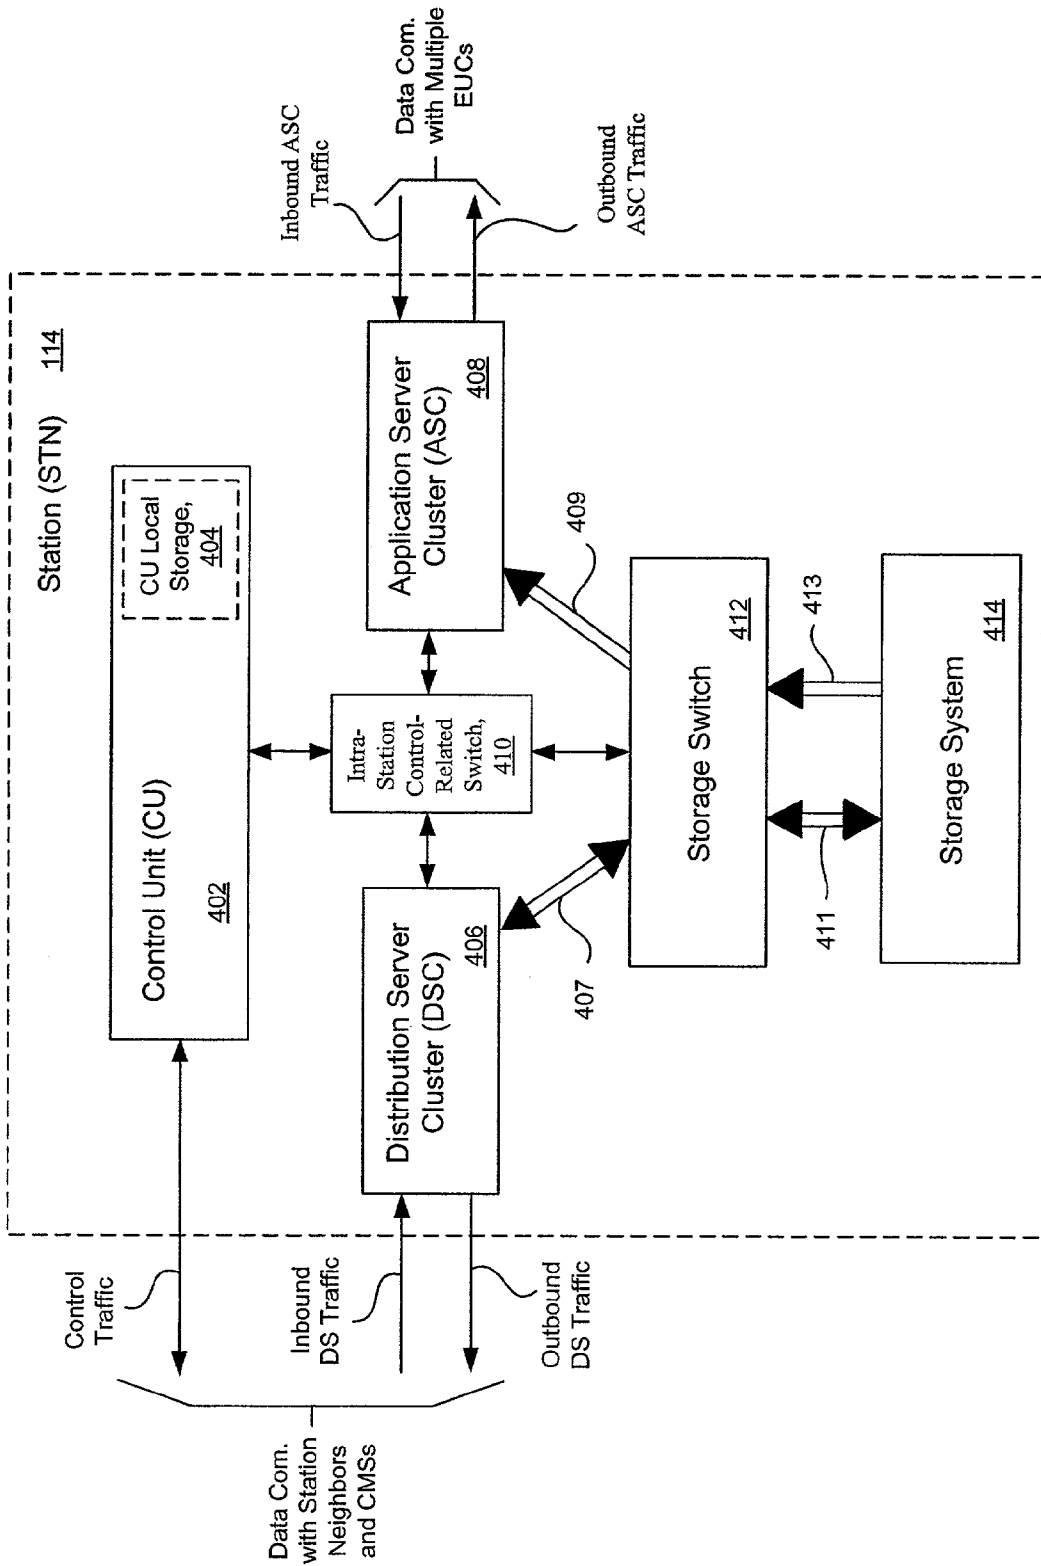 Station (STN)
114
Control Unit (CU)
402
CU Local
Storage,
404
Control
Traffic
Data Com.
with Station
Neighbors
and CMSs
Inbound
DS Traffic
Outbound
DS Traffic
Distribution Server
Cluster (DSC)
406
Intra-
Station
Control-
Related
Switch,
410
Application Server
Cluster (ASC)
408
Inbound ASC
Traffic
Outbound
ASC Traffic
Data Com.
with Multiple
EUCs
407
409
Storage Switch
412
411
413
Storage System
414